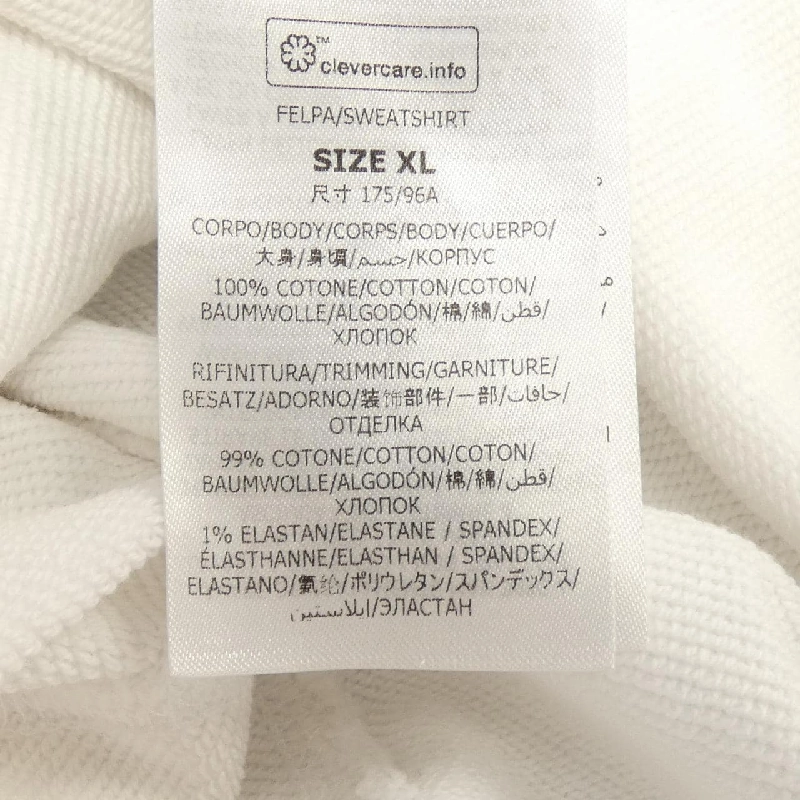 clevercare.info
FELPA/SWEATSHIRT
SIZE XL
尺寸 175/96A
CORPO/BODY/CORPS/BODY/CUERPO/
大身/身頃/جسم/КОРПУС
100% COTONE/COTTON/COTON/
BAUMWOLLE/ALGODÓN/棉/綿/قطن/
ХЛОПОК
RIFINITURA/TRIMMING/GARNITURE/
BESATZ/ADORNO/装饰部件/一部/حافات/
ОТДЕЛКА
99% COTONE/COTTON/COTON/
BAUMWOLLE/ALGODÓN/棉/綿/قطن/
ХЛОПОК
1% ELASTAN/ELASTANE / SPANDEX/
ÉLASTHANNE/ELASTHAN / SPANDEX/
ELASTANO/氨纶/ポリウレタン/スパンデックス/
ايلاستين/ЭЛАСТАН